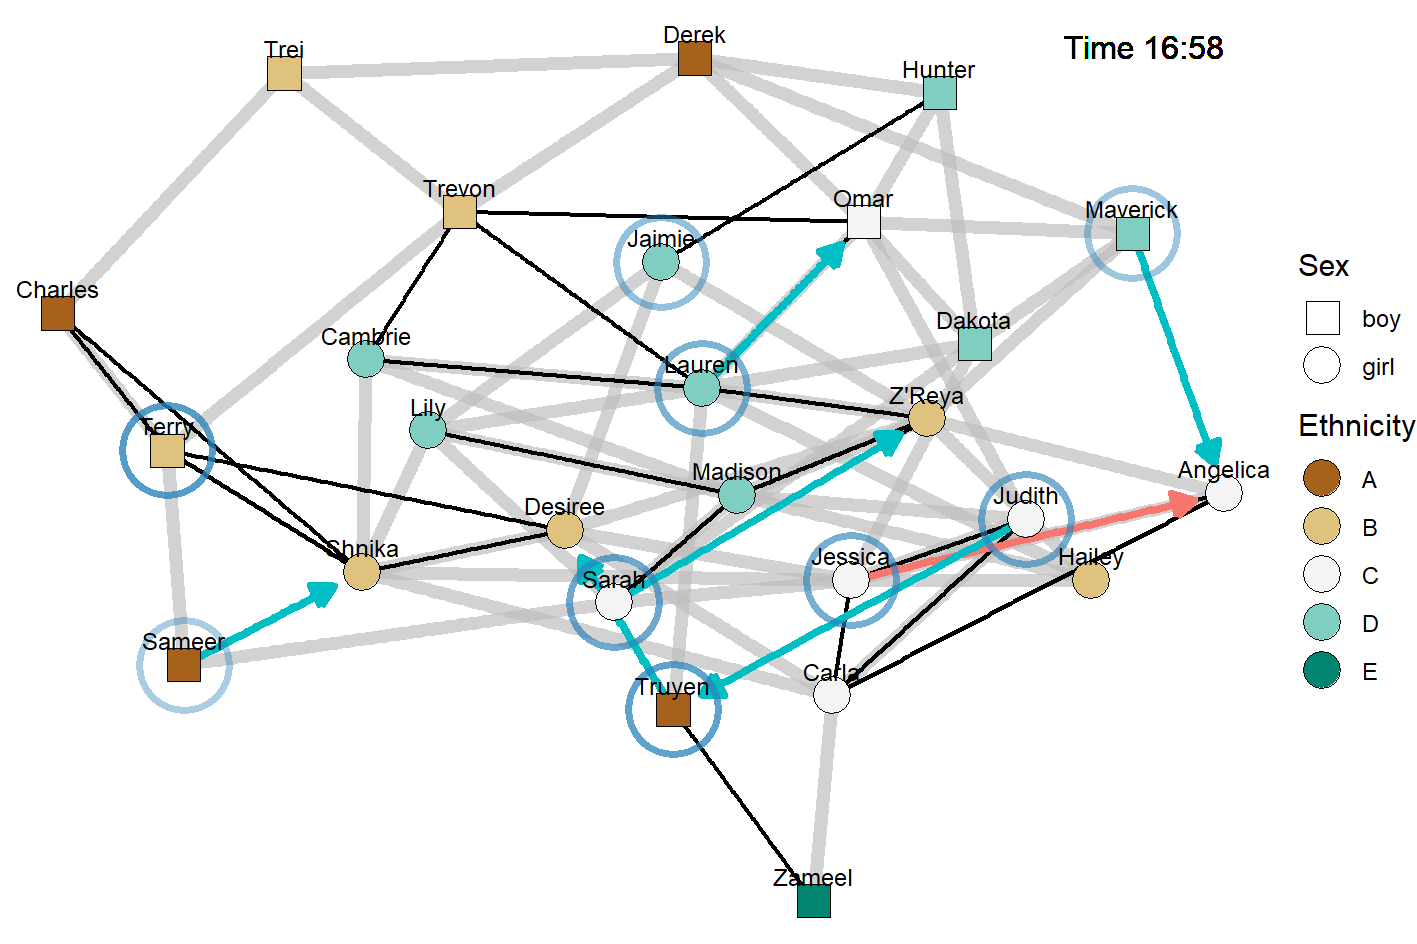 Trei
Derek
Time 16:58
Hunter
Trevon
Omar
Maverick
Jaimie
Charles
Cambrie
Lauren
Dakota
Z'Reya
Lily
Terry
Madison
Angelica
Judith
Desiree
Shnika
Jessica
Hailey
Sarah
Sameer
Carla
Truyen
Zameel
Sex
boy
girl
Ethnicity
A
B
C
D
E